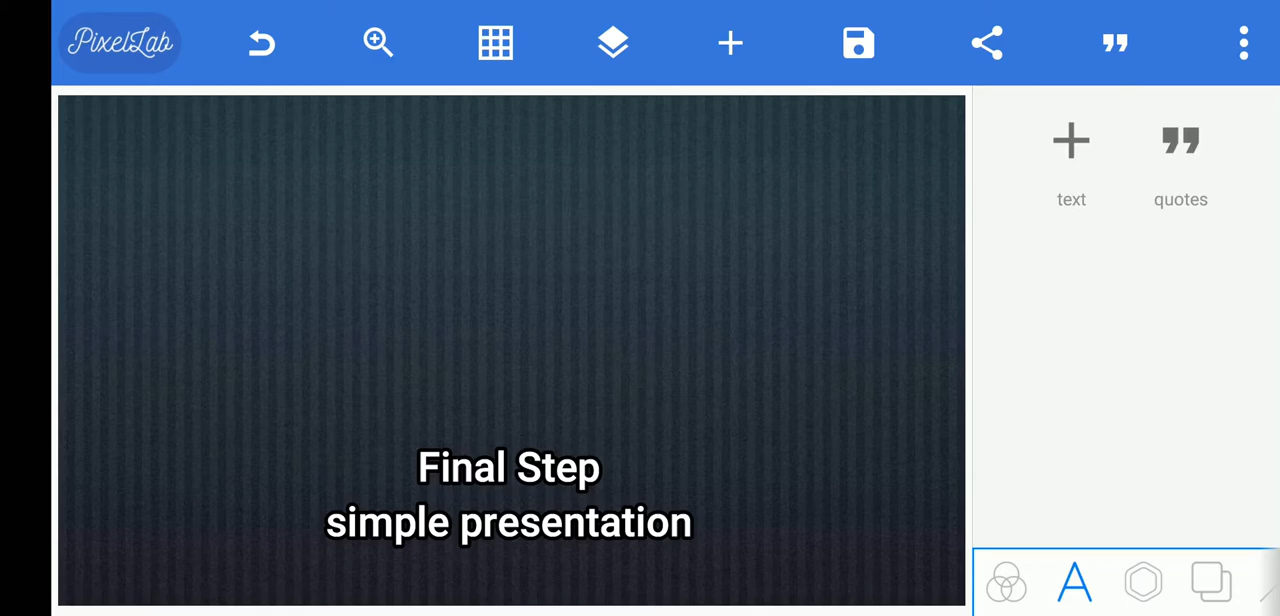 PixelLab
text quotes
Final Step
simple presentation